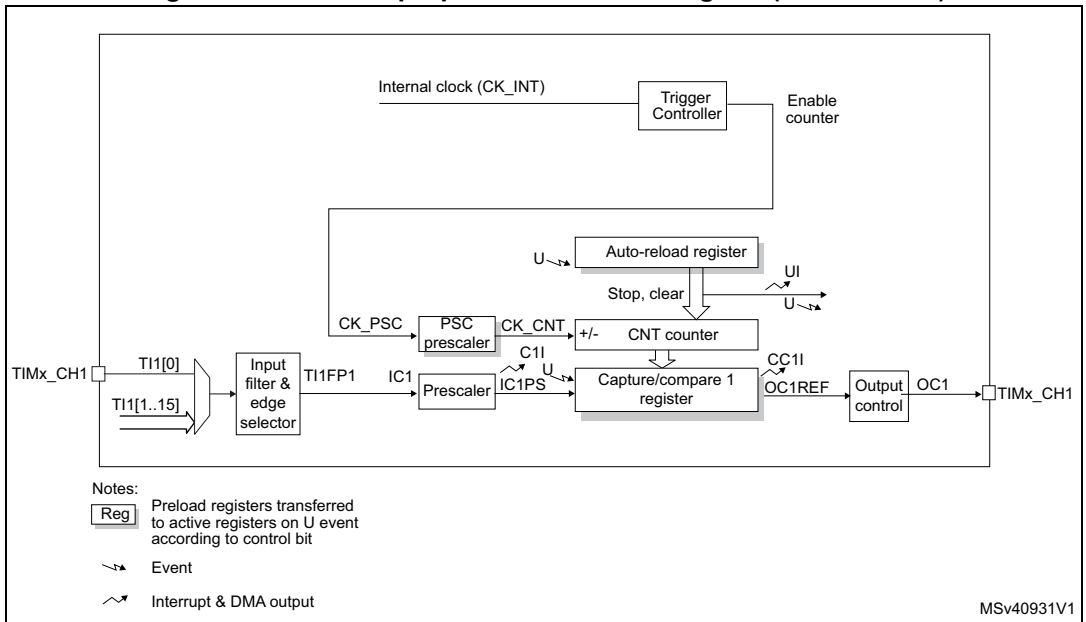 Internal clock (CK_INT)
Trigger
Controller
Enable
counter
Auto-reload register
U
UI
Stop, clear
U
CK_PSC
PSC
prescaler
CK_CNT
+/-
CNT counter
TIMx_CH1
TI1[0]
TI1[1..15]
Input
filter &
edge
selector
TI1FP1
IC1
Prescaler
C1I
IC1PS
U
Capture/compare 1
register
CC1I
OC1REF
Output
control
OC1
TIMx_CH1
Notes:
Reg
Preload registers transferred
to active registers on U event
according to control bit
Event
Interrupt & DMA output
MSv40931V1